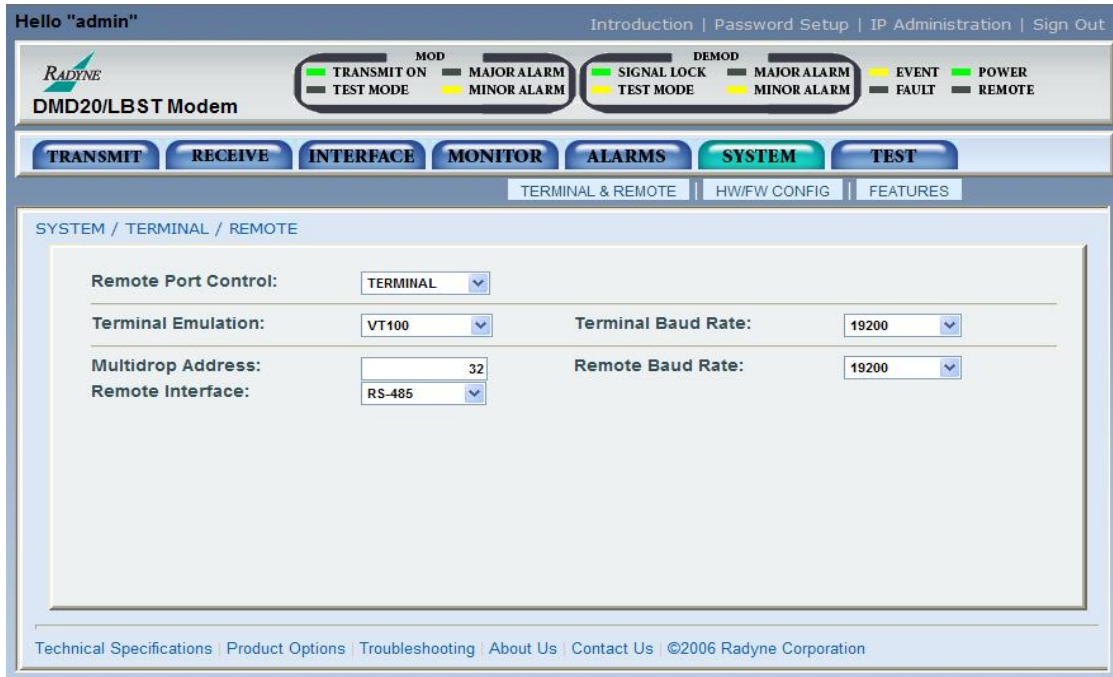 Hello "admin"
Introduction | Password Setup | IP Administration | Sign Out
RADYNE
DMD20/LBST Modem
MOD
TRANSMIT ON MAJOR ALARM
TEST MODE MINOR ALARM
DEMOD
SIGNAL LOCK MAJOR ALARM
TEST MODE MINOR ALARM
EVENT POWER
FAULT REMOTE
TRANSMIT RECEIVE INTERFACE MONITOR ALARMS SYSTEM TEST
TERMINAL & REMOTE | HW/FW CONFIG | FEATURES
SYSTEM / TERMINAL / REMOTE
Remote Port Control: TERMINAL
Terminal Emulation: VT100 Terminal Baud Rate: 19200
Multidrop Address: 32 Remote Baud Rate: 19200
Remote Interface: RS-485
Technical Specifications | Product Options | Troubleshooting | About Us | Contact Us | ©2006 Radyne Corporation